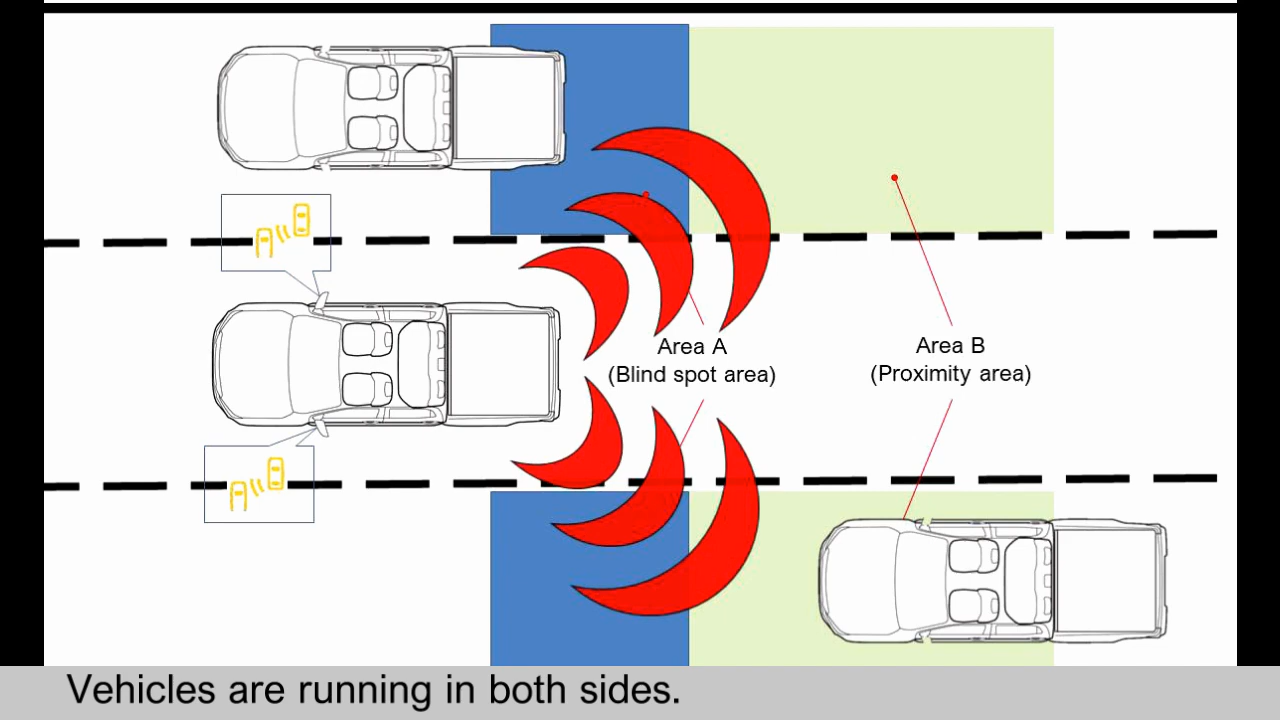 Area A
(Blind spot area)
Area B
(Proximity area)
Vehicles are running in both sides.